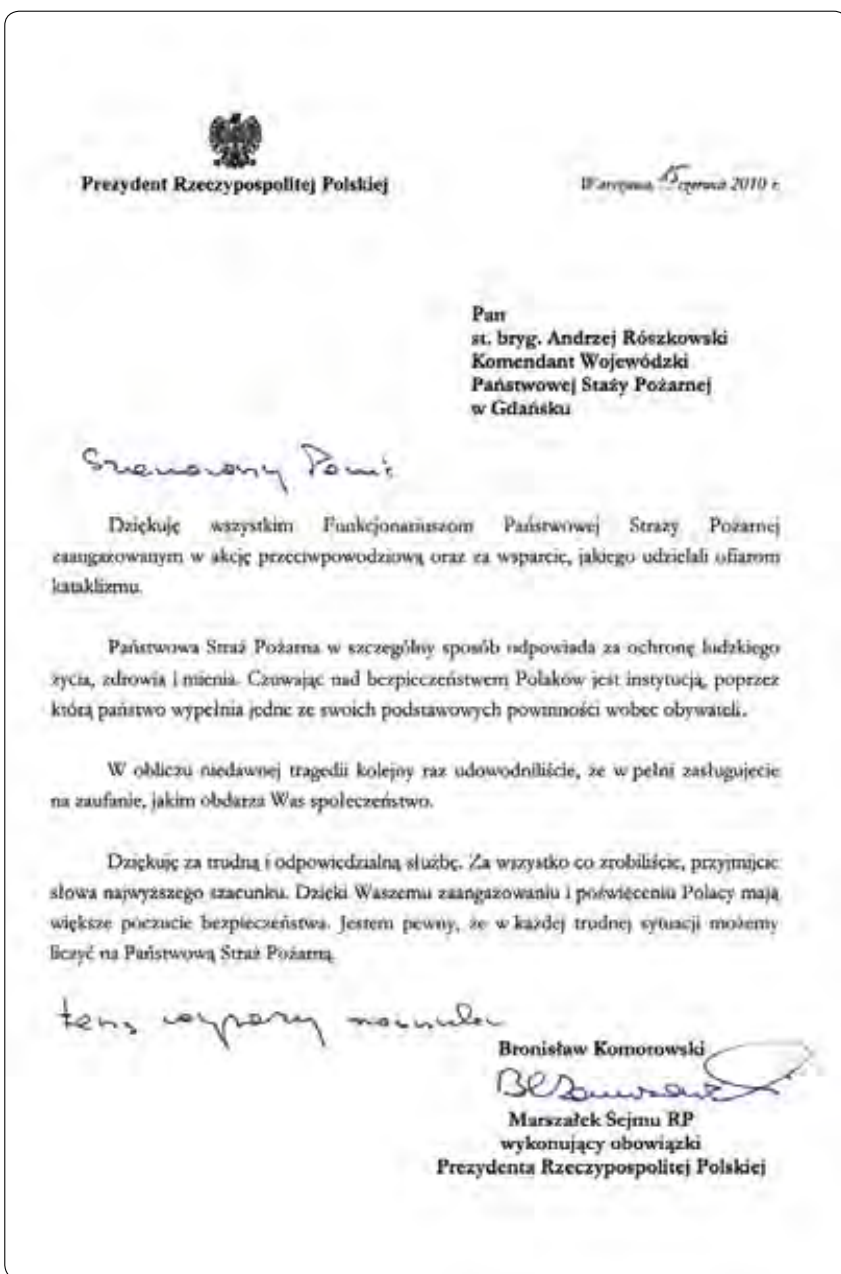 Prezydent Rzeczypospolitej Polskiej
Warszawa, 15 czerwca 2010 r.
Pan
st. bryg. Andrzej Rószkowski
Komendant Wojewódzki
Państwowej Staży Pożarnej
w Gdańsku
Szanowny Panie
Dziękuję wszystkim Funkcjonariuszom Państwowej Straży Pożarnej
zaangażowanym w akcję przeciwpowodziową oraz za wsparcie, jakiego udzielali ofiarom
kataklizmu.
Państwowa Straż Pożarna w szczególny sposób odpowiada za ochronę ludzkiego
życia, zdrowia i mienia. Czuwając nad bezpieczeństwem Polaków jest instytucją, poprzez
którą państwo wypełnia jedne ze swoich podstawowych powinności wobec obywateli.
W obliczu niedawnej tragedii kolejny raz udowodniliście, że w pełni zasługujecie
na zaufanie, jakim obdarza Was społeczeństwo.
Dziękuję za trudną i odpowiedzialną służbę. Za wszystko co zrobiliście, przyjmijcie
słowa najwyższego szacunku. Dzięki Waszemu zaangażowaniu i poświęceniu Polacy mają
większe poczucie bezpieczeństwa. Jestem pewny, że w każdej trudnej sytuacji możemy
liczyć na Państwową Straż Pożarną.
wyrazy szacunku
Bronisław Komorowski
Marszałek Sejmu RP
wykonujący obowiązki
Prezydenta Rzeczypospolitej Polskiej